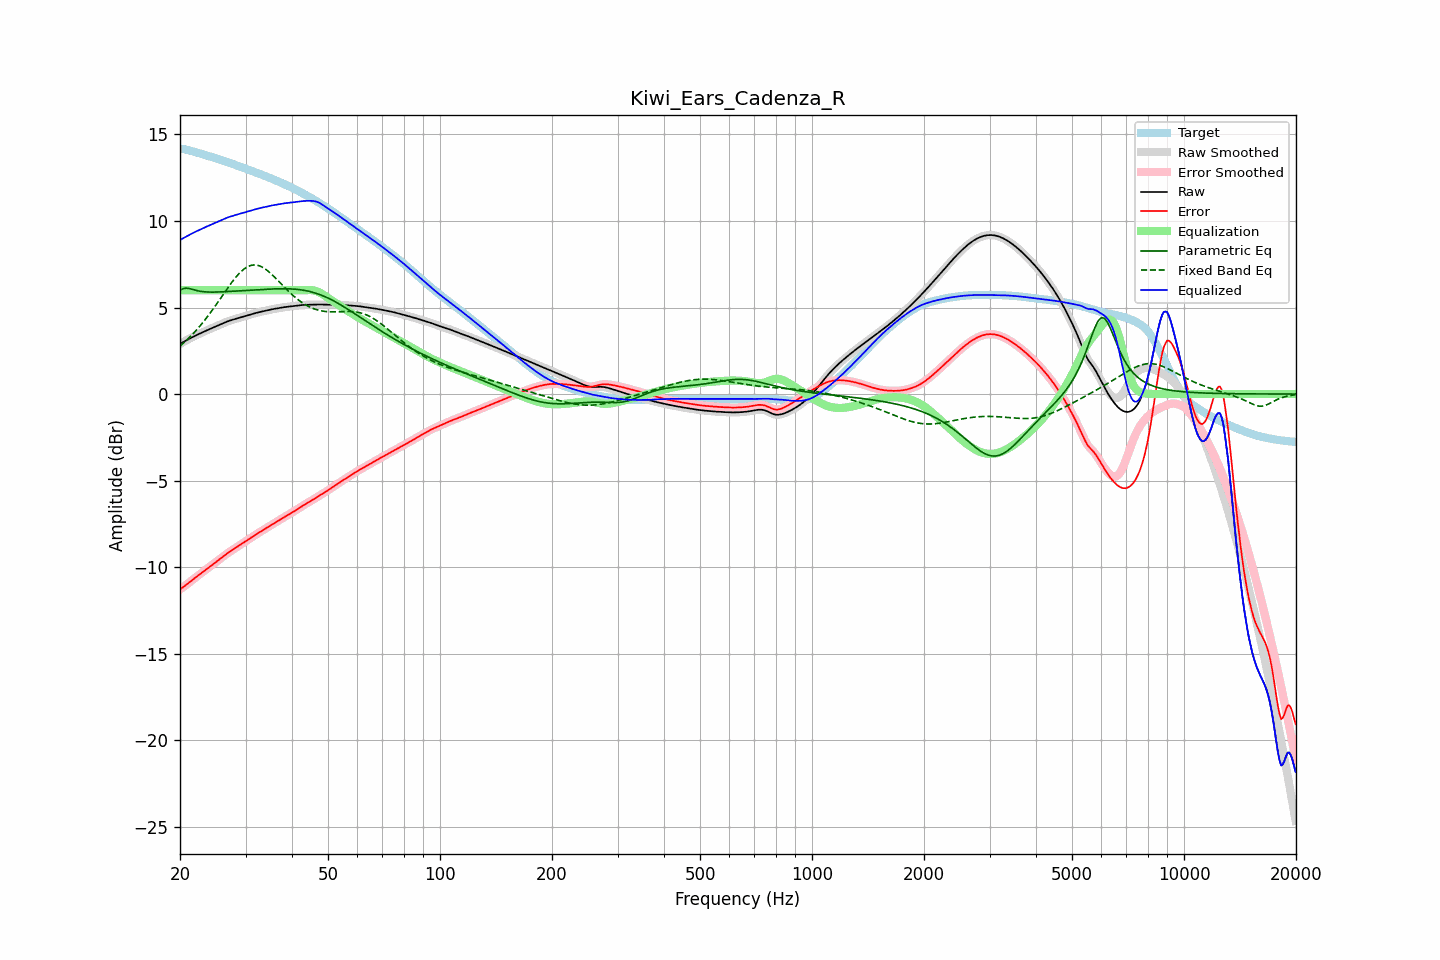 Kiwi_Ears_Cadenza_R
Target
Raw Smoothed
Error Smoothed
Raw
Error
Equalization
Parametric Eq
Fixed Band Eq
Equalized
15
10
5
0
−5
−10
−15
−20
−25
Amplitude (dBr)
20
50
100
200
500
1000
2000
5000
10000
20000
Frequency (Hz)